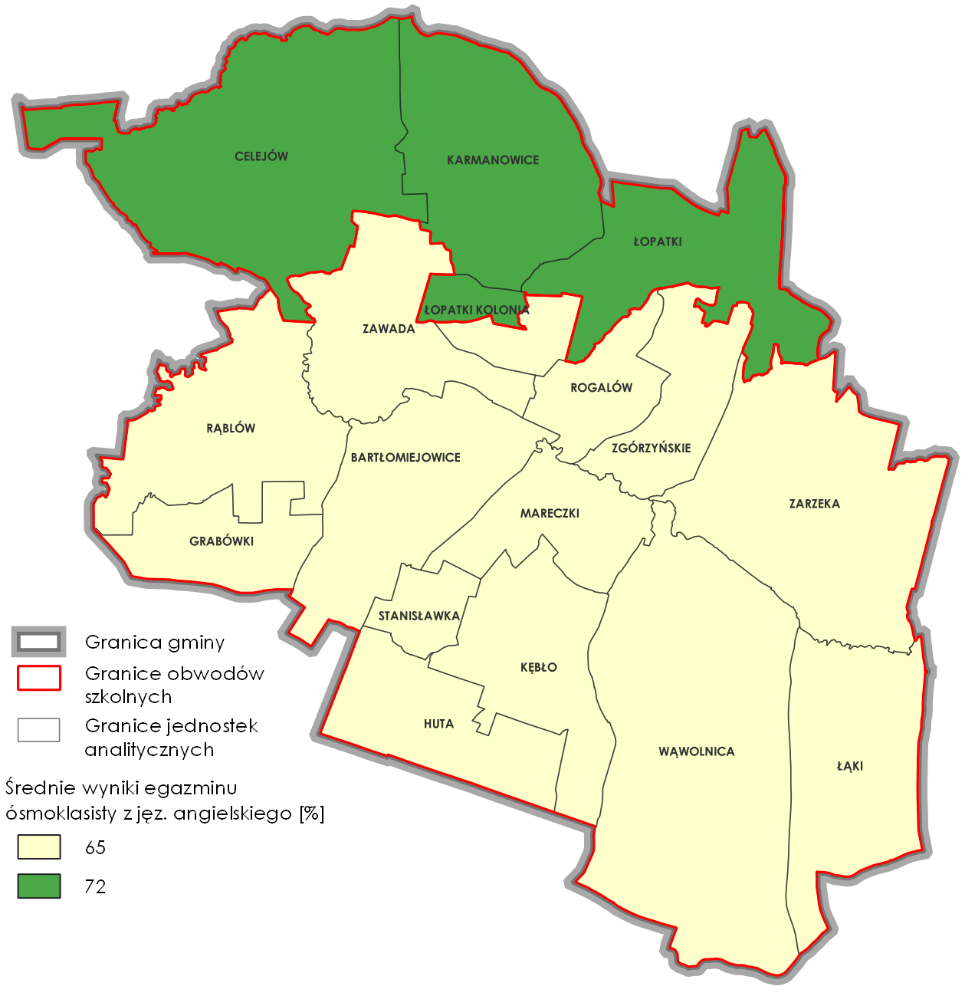 CELEJÓW
KARMANOWICE
ŁOPATKI
ŁOPATKI KOLONIA
ZAWADA
ROGALÓW
RĄBLÓW
BARTŁOMIEJOWICE
ZGÓRZYŃSKIE
ZARZEKA
MARECZKI
GRABÓWKI
STANISŁAWKA
KĘBŁO
HUTA
WĄWOLNICA
ŁĄKI
Granica gminy
Granice obwodów
szkolnych
Granice jednostek
analitycznych
Średnie wyniki egazminu
ósmoklasisty z jęz. angielskiego [%]
65
72